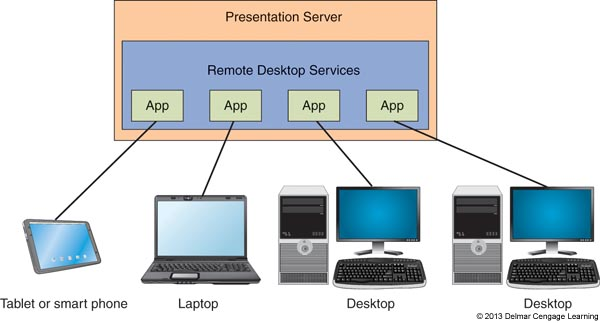 Presentation Server
Remote Desktop Services
App App App App
Tablet or smart phone Laptop Desktop Desktop
© 2013 Delmar Cengage Learning